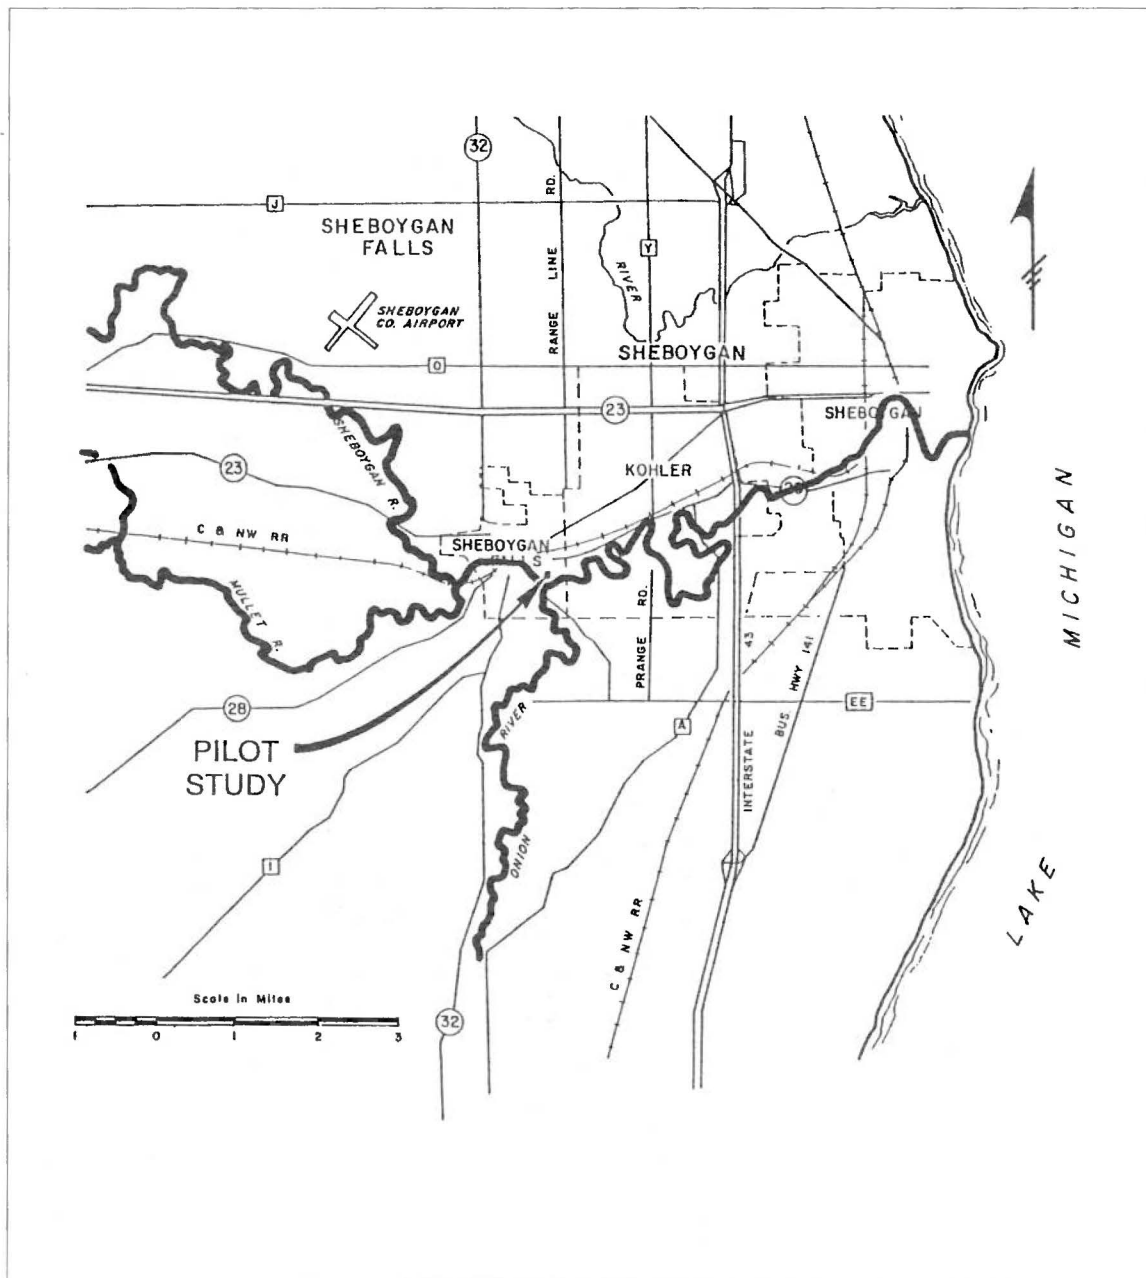 32
RANGE LINE RD.
J
SHEBOYGAN
FALLS
Y
RIVER
SHEBOYGAN
CO. AIRPORT
SHEBOYGAN
O
23
SHEBOYGAN
SHEBOYGAN R.
23
KOHLER
C & NW RR
SHEBOYGAN
S
MULLET R.
PRANGE RD.
43
MICHIGAN
28
RIVER
A
BUS. HWY 141
EE
PILOT
STUDY
INTERSTATE
1
ONION
LAKE
C & NW RR
Scale in Miles
1 0 1 2 3
32